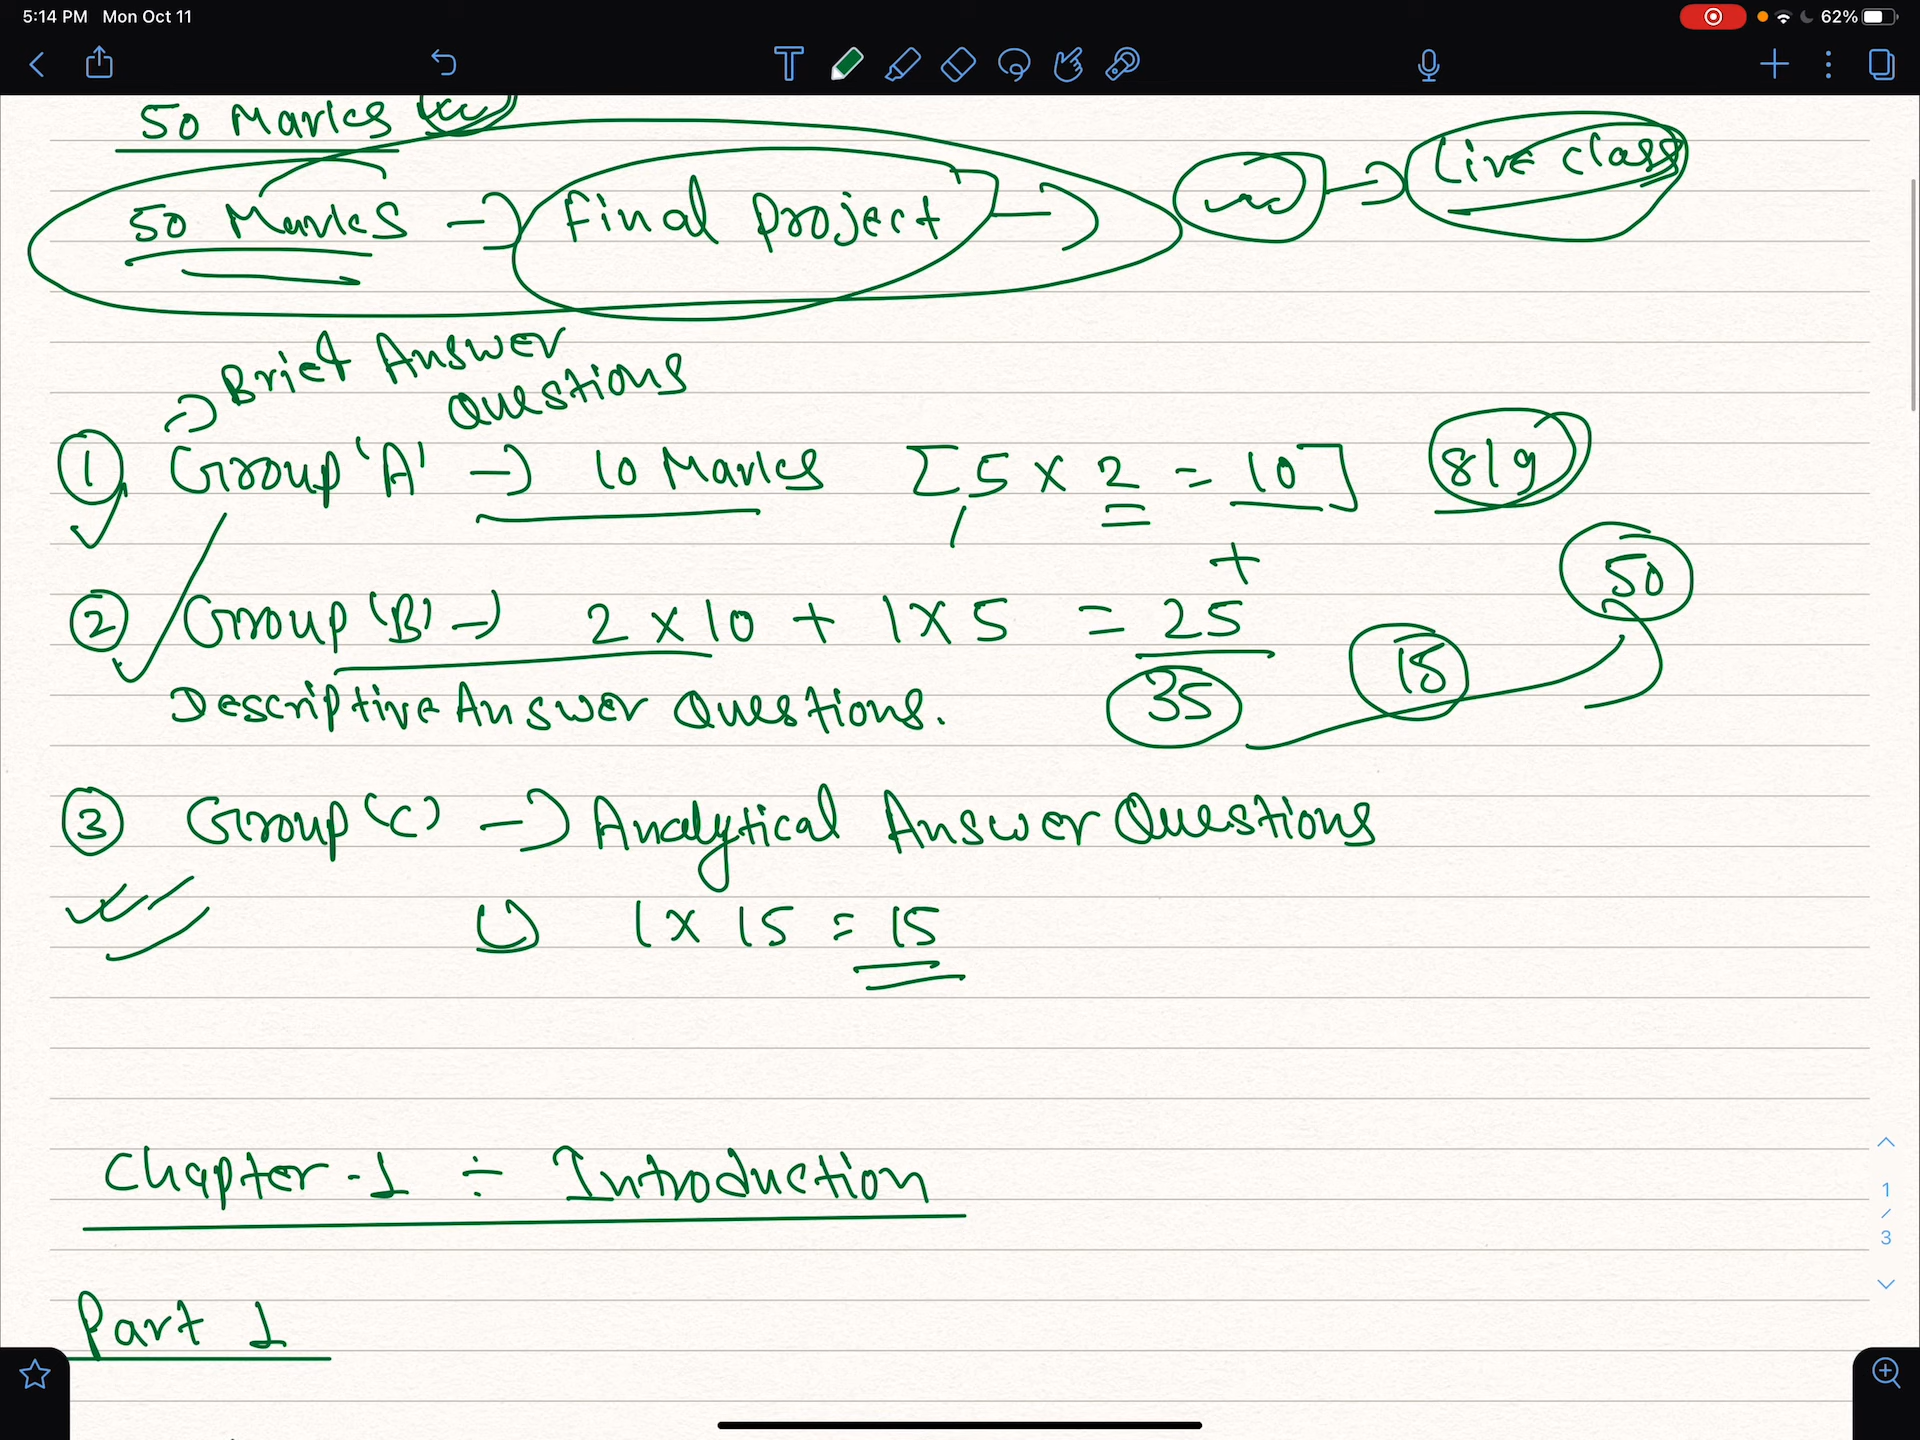 5:14 PM Mon Oct 11
62%
50 Marks
50 Marks → final project → → Live class
→ Brief Answer
Questions
① Group 'A' → 10 Marks [5 × 2 = 10] 8/9
+
50
② Group 'B' → 2 × 10 + 1 × 5 = 25
15
Descriptive Answer Questions. 35
③ Group 'C' → Analytical Answer Questions
1 × 15 = 15
Chapter - 1 ÷ Introduction
1
/
3
Part 1